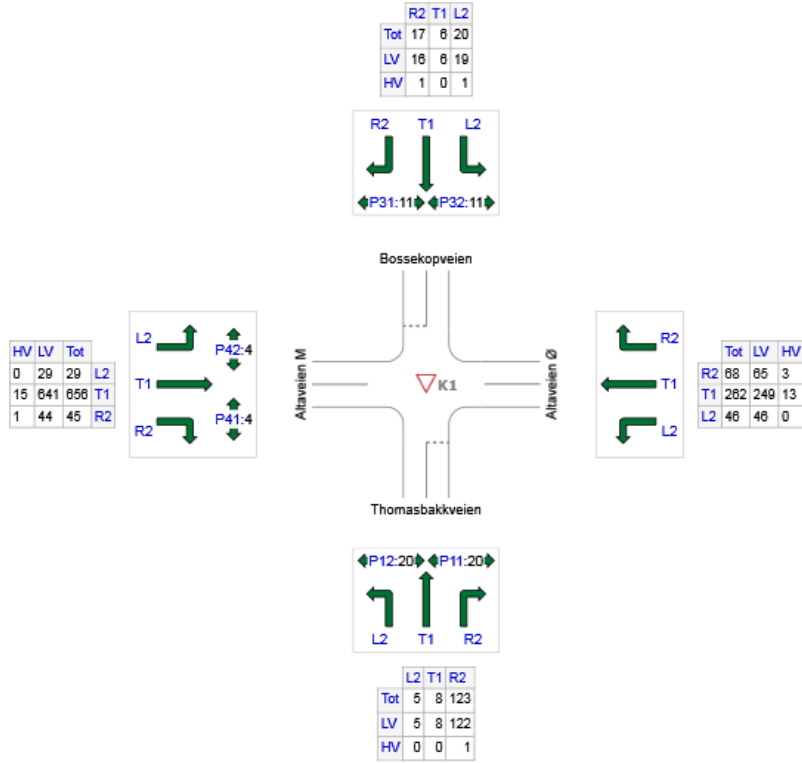 R2 T1 L2
Tot 17 6 20
LV 16 6 19
HV 1 0 1
R2 T1 L2
P31:11 P32:11
Bossekopveien
L2
P42:4
T1
P41:4
R2
HV LV Tot
0 29 29 L2
15 641 656 T1
1 44 45 R2
Altaveien M
K1
Altaveien Ø
R2
T1
L2
Tot LV HV
R2 68 65 3
T1 262 249 13
L2 46 46 0
Thomasbakkveien
P12:20 P11:20
L2 T1 R2
L2 T1 R2
Tot 5 8 123
LV 5 8 122
HV 0 0 1